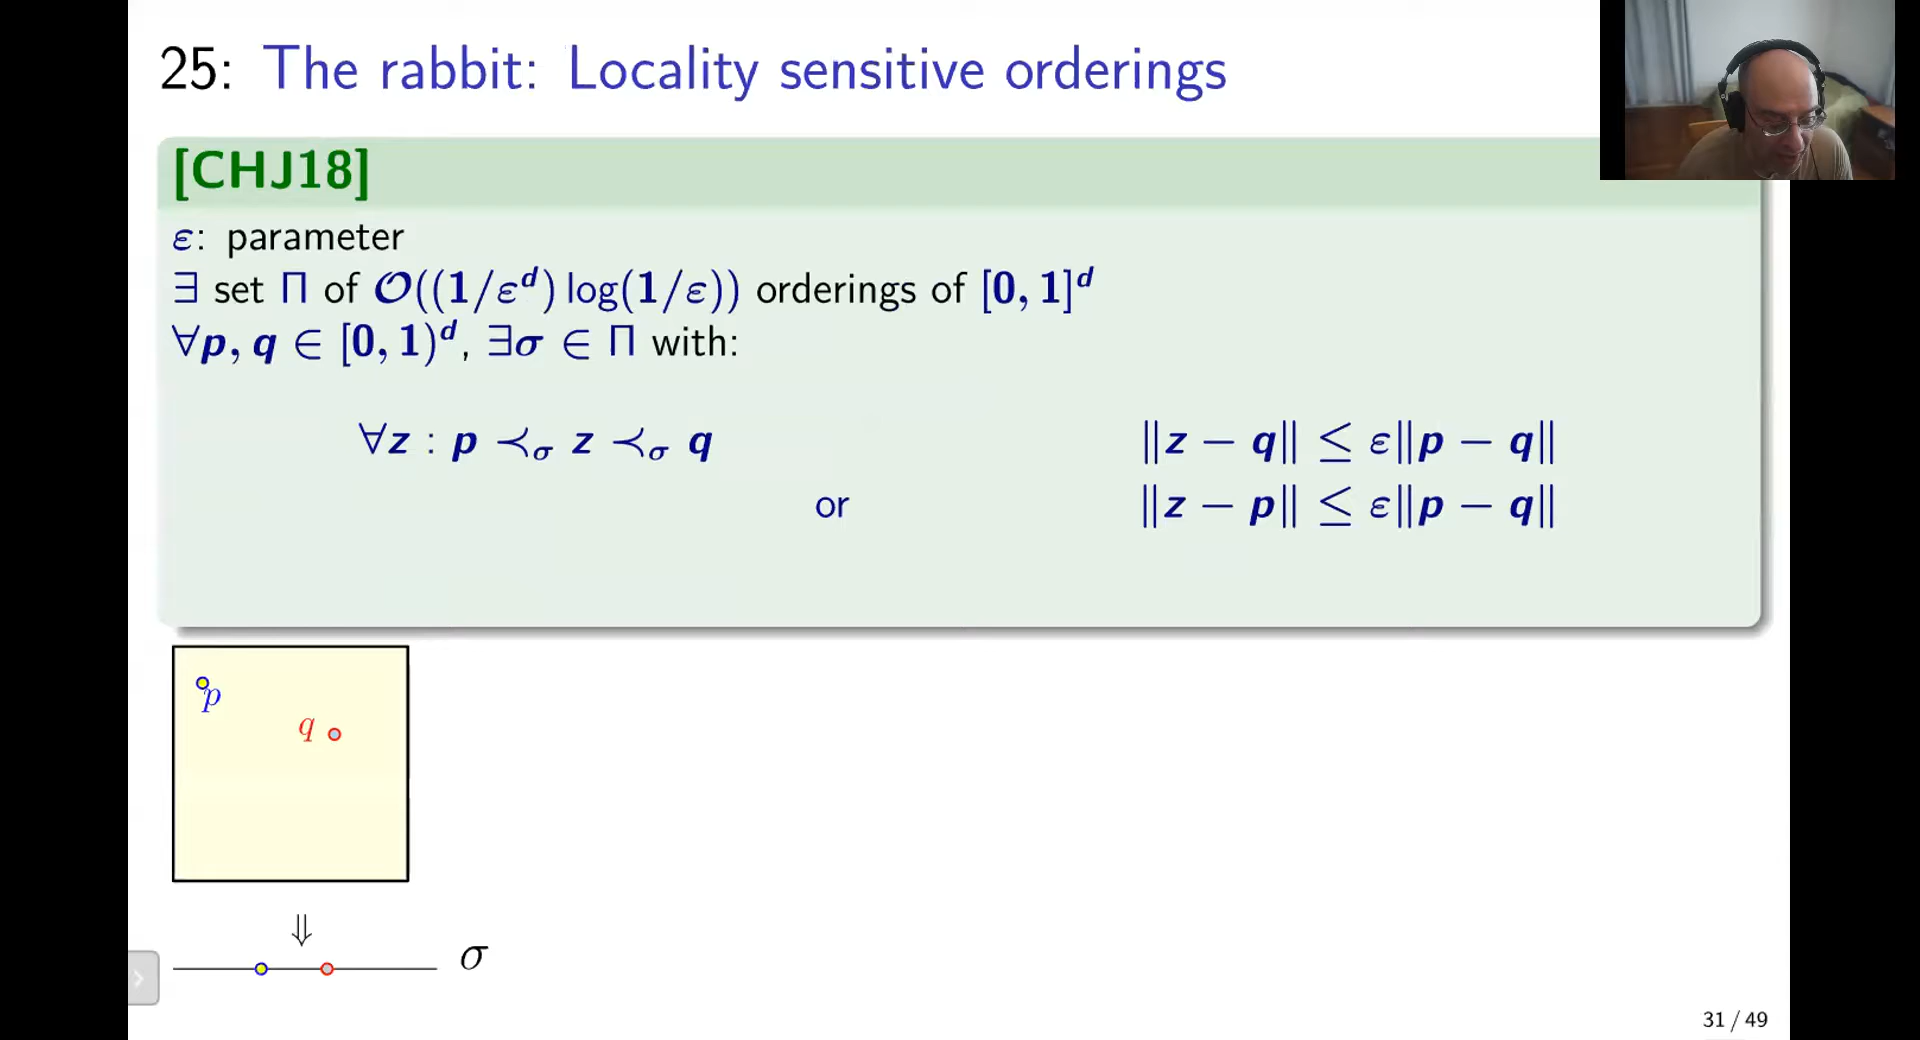 25: The rabbit: Locality sensitive orderings
[CHJ18]
ε: parameter
∃ set Π of 𝒪((1/ε^d) log(1/ε)) orderings of [0, 1]^d
∀p, q ∈ [0, 1)^d, ∃σ ∈ Π with:
∀z : p ≺_σ z ≺_σ q ‖z − q‖ ≤ ε‖p − q‖
or ‖z − p‖ ≤ ε‖p − q‖
p
q
⇓
σ
31 / 49